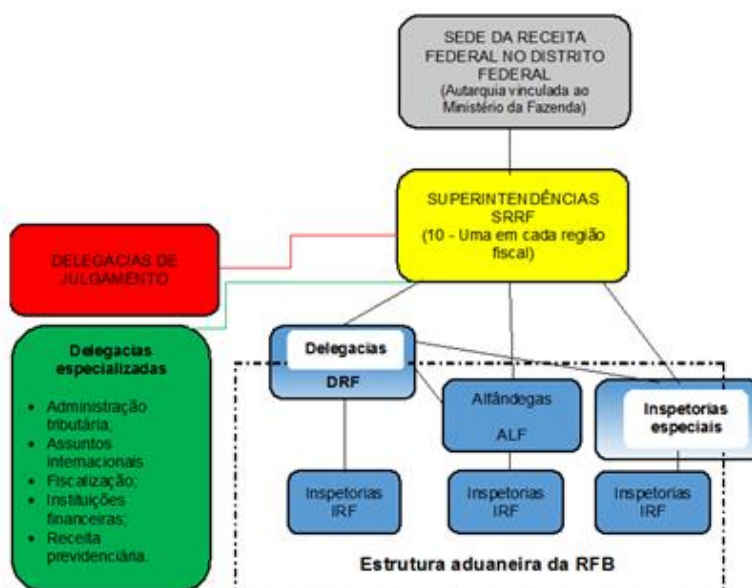 SEDE DA RECEITA
FEDERAL NO DISTRITO
FEDERAL
(Autarquia vinculada ao
Ministério da Fazenda)
SUPERINTENDÊNCIAS
SRRF
(10 - Uma em cada região
fiscal)
DELEGACIAS DE
JULGAMENTO
Delegacias
especializadas
• Administração
tributária;
• Assuntos
internacionais
• Fiscalização;
• Instituições
financeiras;
• Receita
previdenciária.
Delegacias
DRF
Alfândegas
ALF
Inspetorias
especiais
Inspetorias
IRF
Inspetorias
IRF
Inspetorias
IRF
Estrutura aduaneira da RFB